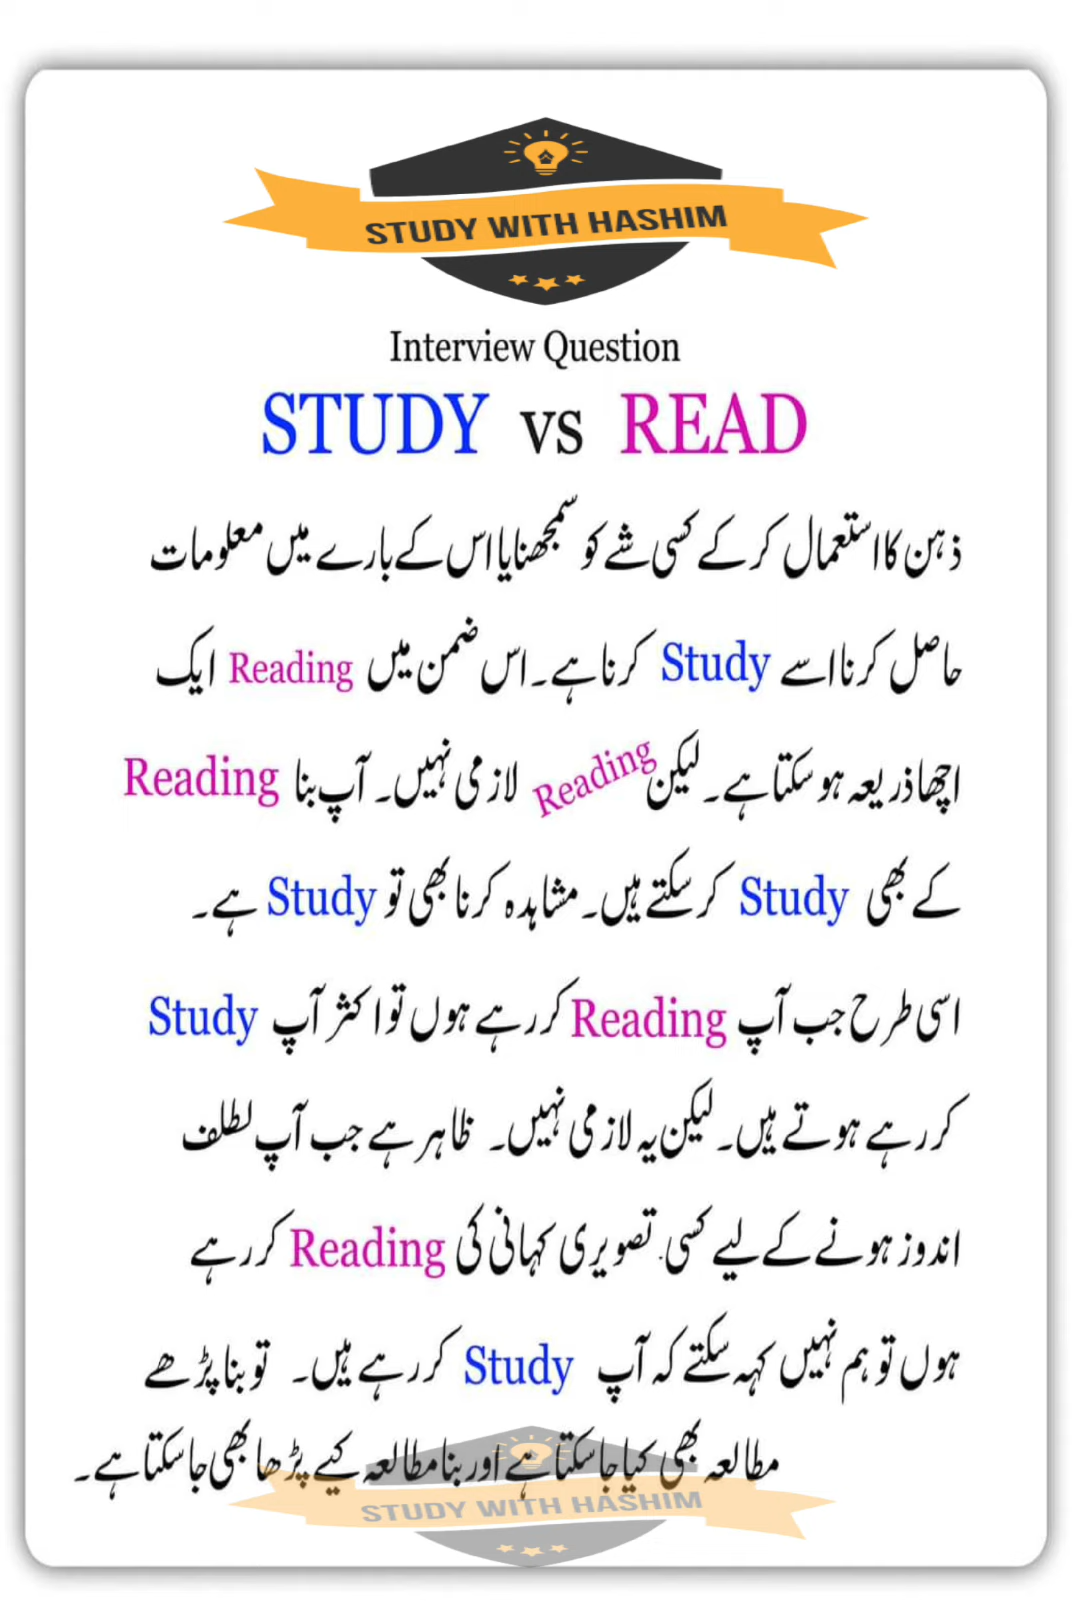 STUDY WITH HASHIM
Interview Question
STUDY vs READ
ذہن کا استعمال کر کے کسی شے کو سمجھنا یا اس کے بارے میں معلومات
حاصل کرنا اسے Study کرنا ہے۔ اس ضمن میں Reading ایک
اچھا ذریعہ ہو سکتا ہے۔ لیکن Reading لازمی نہیں۔ آپ بنا Reading
کے بھی Study کر سکتے ہیں۔ مشاہدہ کرنا بھی تو Study ہے۔
اسی طرح جب آپ Reading کر رہے ہوں تو اکثر آپ Study
کر رہے ہوتے ہیں۔ لیکن یہ لازمی نہیں۔ ظاہر ہے جب آپ لطلف
اندوز ہونے کے لیے کسی تصویری کہانی کی Reading کر رہے
ہوں تو ہم نہیں کہہ سکتے کہ آپ Study کر رہے ہیں۔ تو بنا پڑھے
مطالعہ بھی کیا جا سکتا ہے اور بنا مطالعہ کیے پڑھا بھی جا سکتا ہے۔
STUDY WITH HASHIM